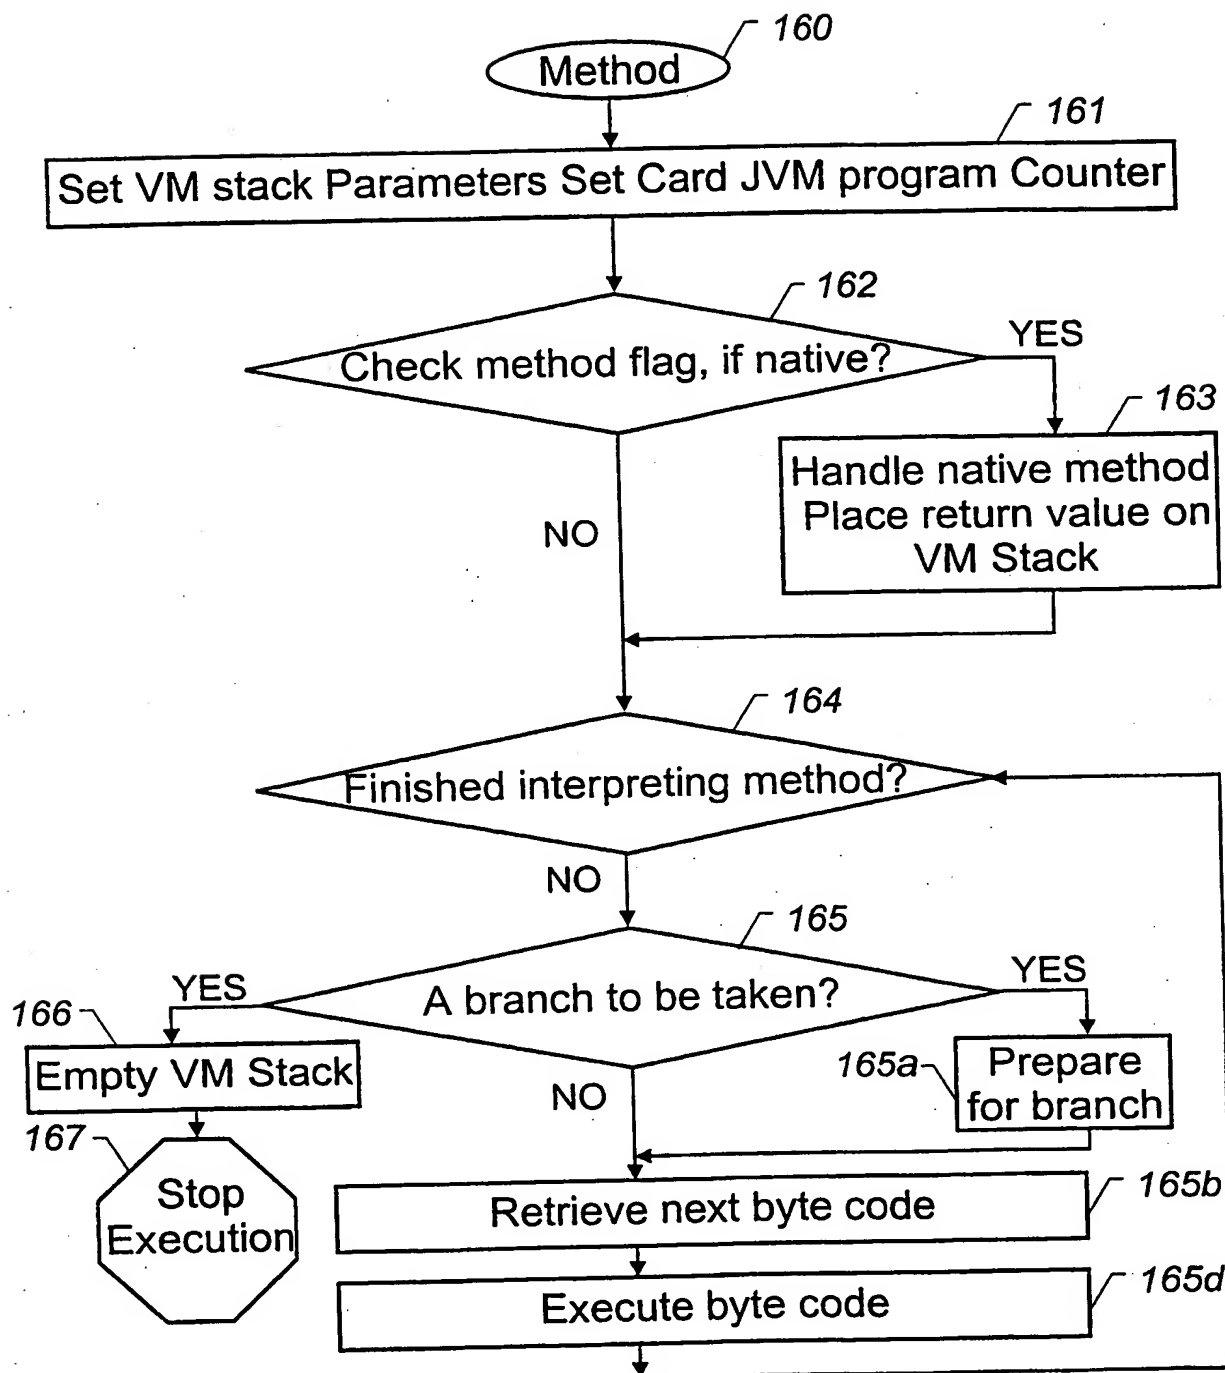 160
Method
161
Set VM stack Parameters Set Card JVM program Counter
162
Check method flag, if native?
YES
163
Handle native method
Place return value on
VM Stack
NO
164
Finished interpreting method?
NO
165
A branch to be taken?
YES
YES
166
Empty VM Stack
165a
Prepare
for branch
NO
167
Stop
Execution
165b
Retrieve next byte code
165d
Execute byte code